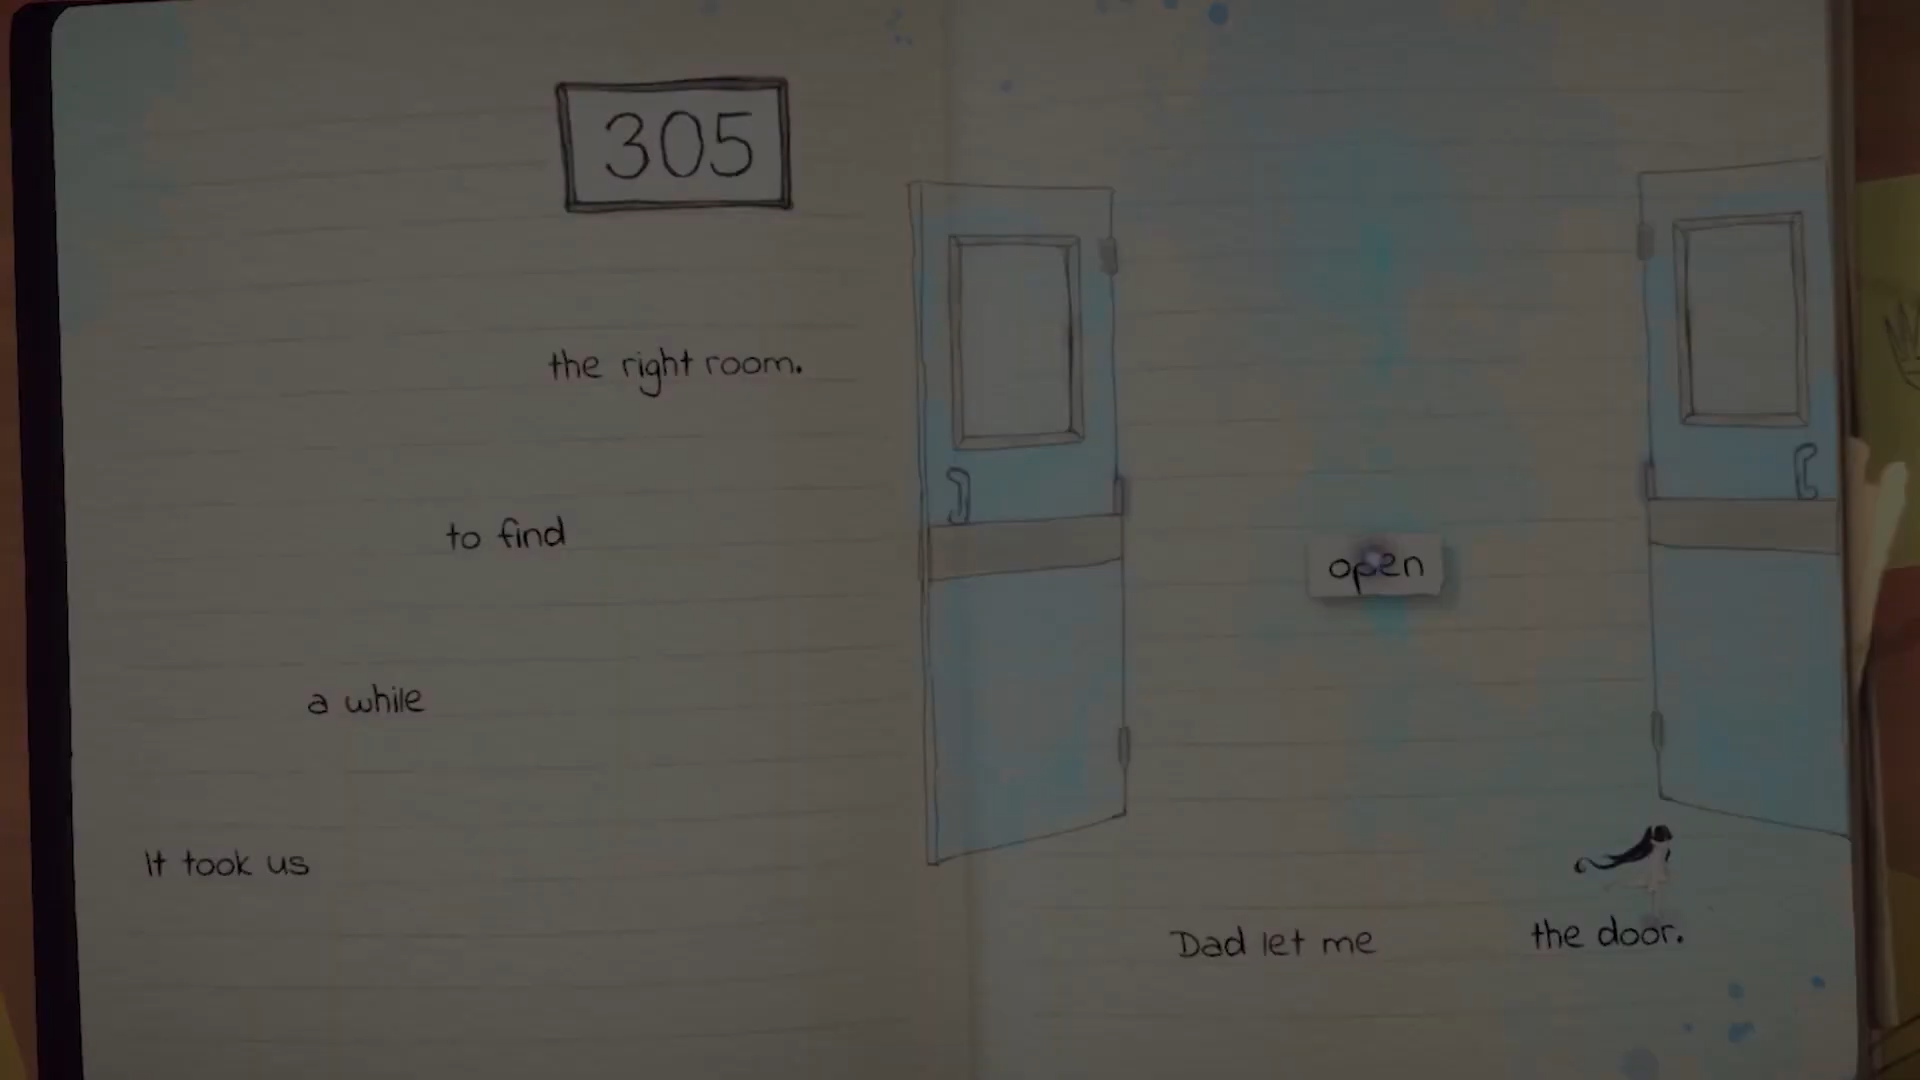 305
It took us
a while
to find
the right room.
Dad let me
open
the door.